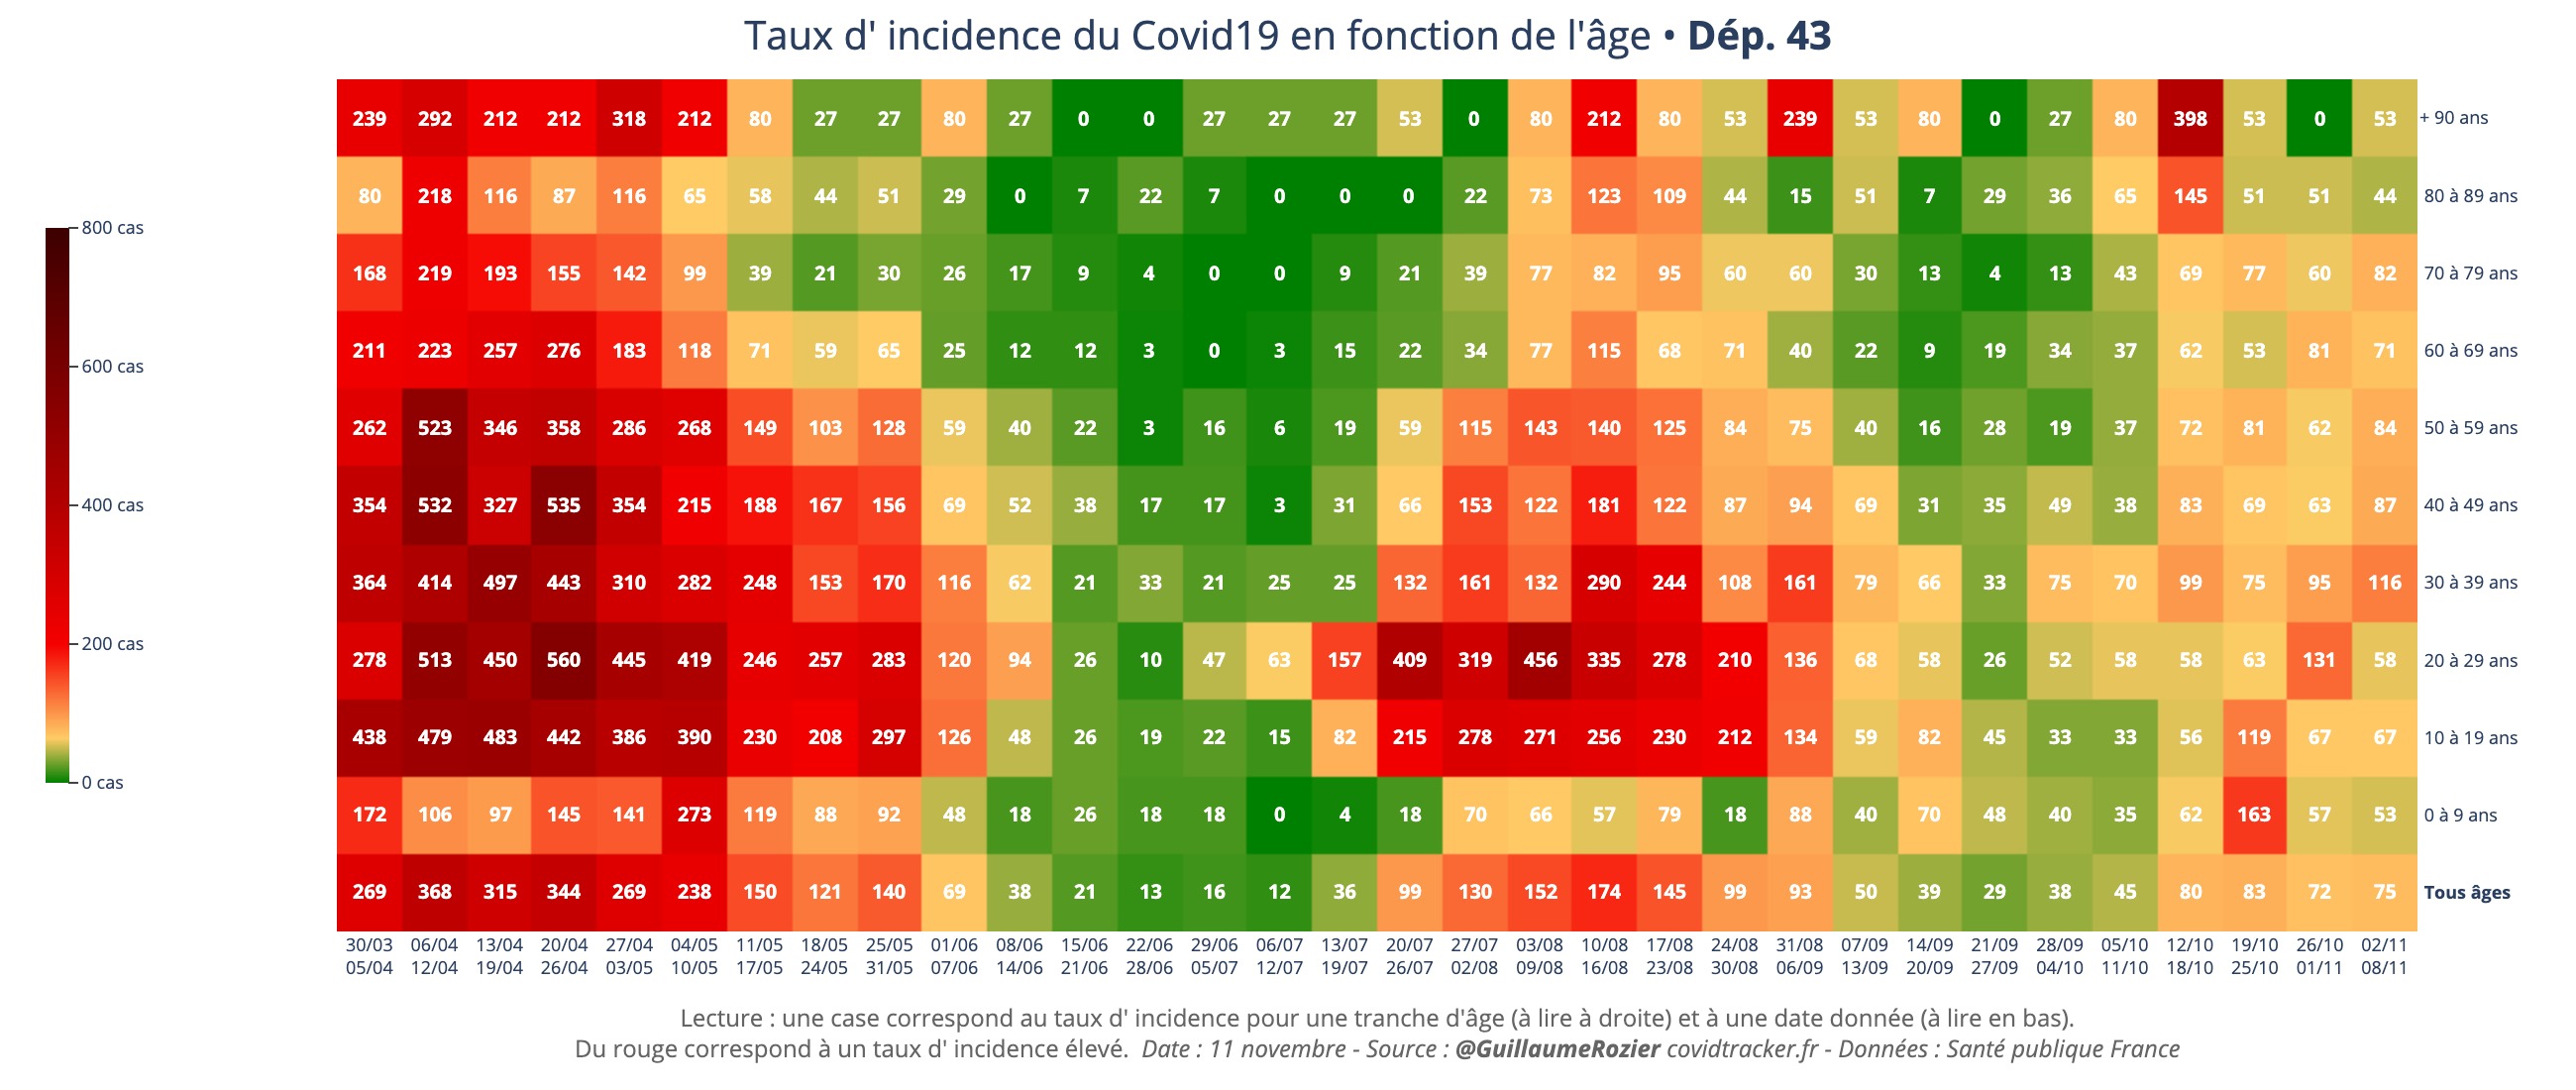 Taux d' incidence du Covid19 en fonction de l'âge • Dép. 43
239 292 212 212 318 212 80 27 27 80 27 0 0 27 27 27 53 0 80 212 80 53 239 53 80 0 27 80 398 53 0 53 + 90 ans
80 218 116 87 116 65 58 44 51 29 0 7 22 7 0 0 0 22 73 123 109 44 15 51 7 29 36 65 145 51 51 44 80 à 89 ans
168 219 193 155 142 99 39 21 30 26 17 9 4 0 0 9 21 39 77 82 95 60 60 30 13 4 13 43 69 77 60 82 70 à 79 ans
211 223 257 276 183 118 71 59 65 25 12 12 3 0 3 15 22 34 77 115 68 71 40 22 9 19 34 37 62 53 81 71 60 à 69 ans
262 523 346 358 286 268 149 103 128 59 40 22 3 16 6 19 59 115 143 140 125 84 75 40 16 28 19 37 72 81 62 84 50 à 59 ans
354 532 327 535 354 215 188 167 156 69 52 38 17 17 3 31 66 153 122 181 122 87 94 69 31 35 49 38 83 69 63 87 40 à 49 ans
364 414 497 443 310 282 248 153 170 116 62 21 33 21 25 25 132 161 132 290 244 108 161 79 66 33 75 70 99 75 95 116 30 à 39 ans
278 513 450 560 445 419 246 257 283 120 94 26 10 47 63 157 409 319 456 335 278 210 136 68 58 26 52 58 58 63 131 58 20 à 29 ans
438 479 483 442 386 390 230 208 297 126 48 26 19 22 15 82 215 278 271 256 230 212 134 59 82 45 33 33 56 119 67 67 10 à 19 ans
172 106 97 145 141 273 119 88 92 48 18 26 18 18 0 4 18 70 66 57 79 18 88 40 70 48 40 35 62 163 57 53 0 à 9 ans
269 368 315 344 269 238 150 121 140 69 38 21 13 16 12 36 99 130 152 174 145 99 93 50 39 29 38 45 80 83 72 75 Tous âges
30/03 06/04 13/04 20/04 27/04 04/05 11/05 18/05 25/05 01/06 08/06 15/06 22/06 29/06 06/07 13/07 20/07 27/07 03/08 10/08 17/08 24/08 31/08 07/09 14/09 21/09 28/09 05/10 12/10 19/10 26/10 02/11
05/04 12/04 19/04 26/04 03/05 10/05 17/05 24/05 31/05 07/06 14/06 21/06 28/06 05/07 12/07 19/07 26/07 02/08 09/08 16/08 23/08 30/08 06/09 13/09 20/09 27/09 04/10 11/10 18/10 25/10 01/11 08/11
800 cas
600 cas
400 cas
200 cas
0 cas
Lecture : une case correspond au taux d' incidence pour une tranche d'âge (à lire à droite) et à une date donnée (à lire en bas).
Du rouge correspond à un taux d' incidence élevé. Date : 11 novembre - Source : @GuillaumeRozier covidtracker.fr - Données : Santé publique France